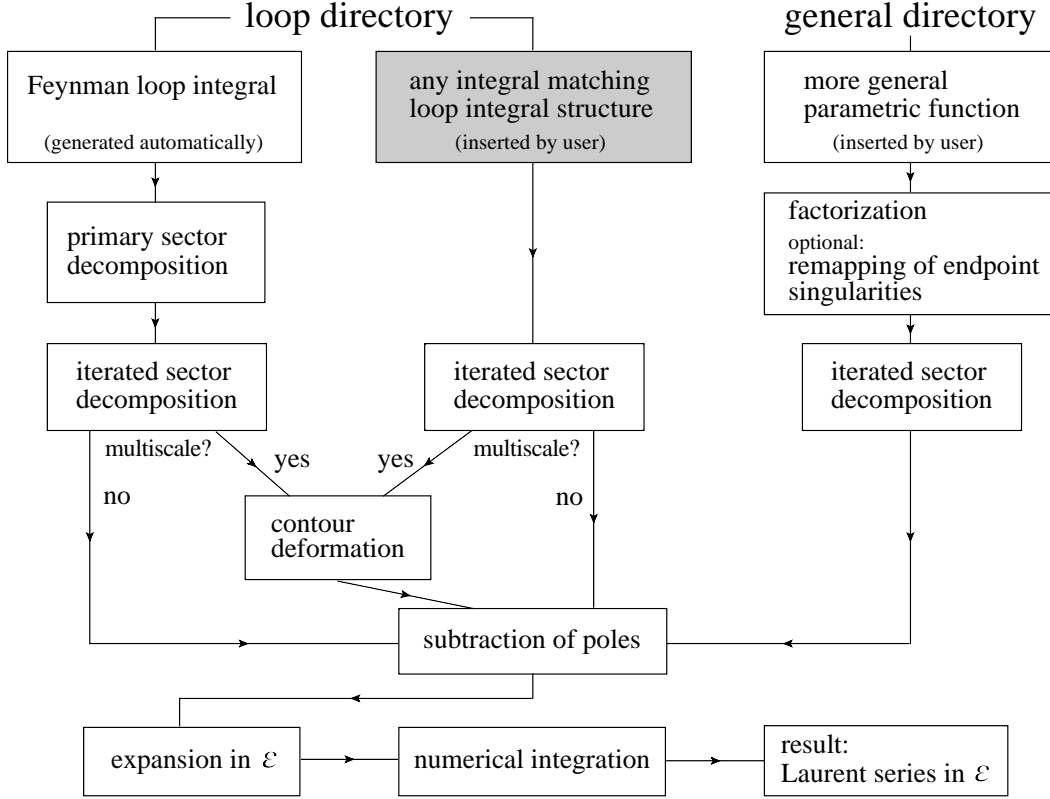 loop directory
general directory
Feynman loop integral
(generated automatically)
any integral matching
loop integral structure
(inserted by user)
more general
parametric function
(inserted by user)
primary sector
decomposition
factorization
optional:
remapping of endpoint
singularities
iterated sector
decomposition
iterated sector
decomposition
iterated sector
decomposition
multiscale?
yes
no
yes
multiscale?
no
contour
deformation
subtraction of poles
expansion in ε
numerical integration
result:
Laurent series in ε